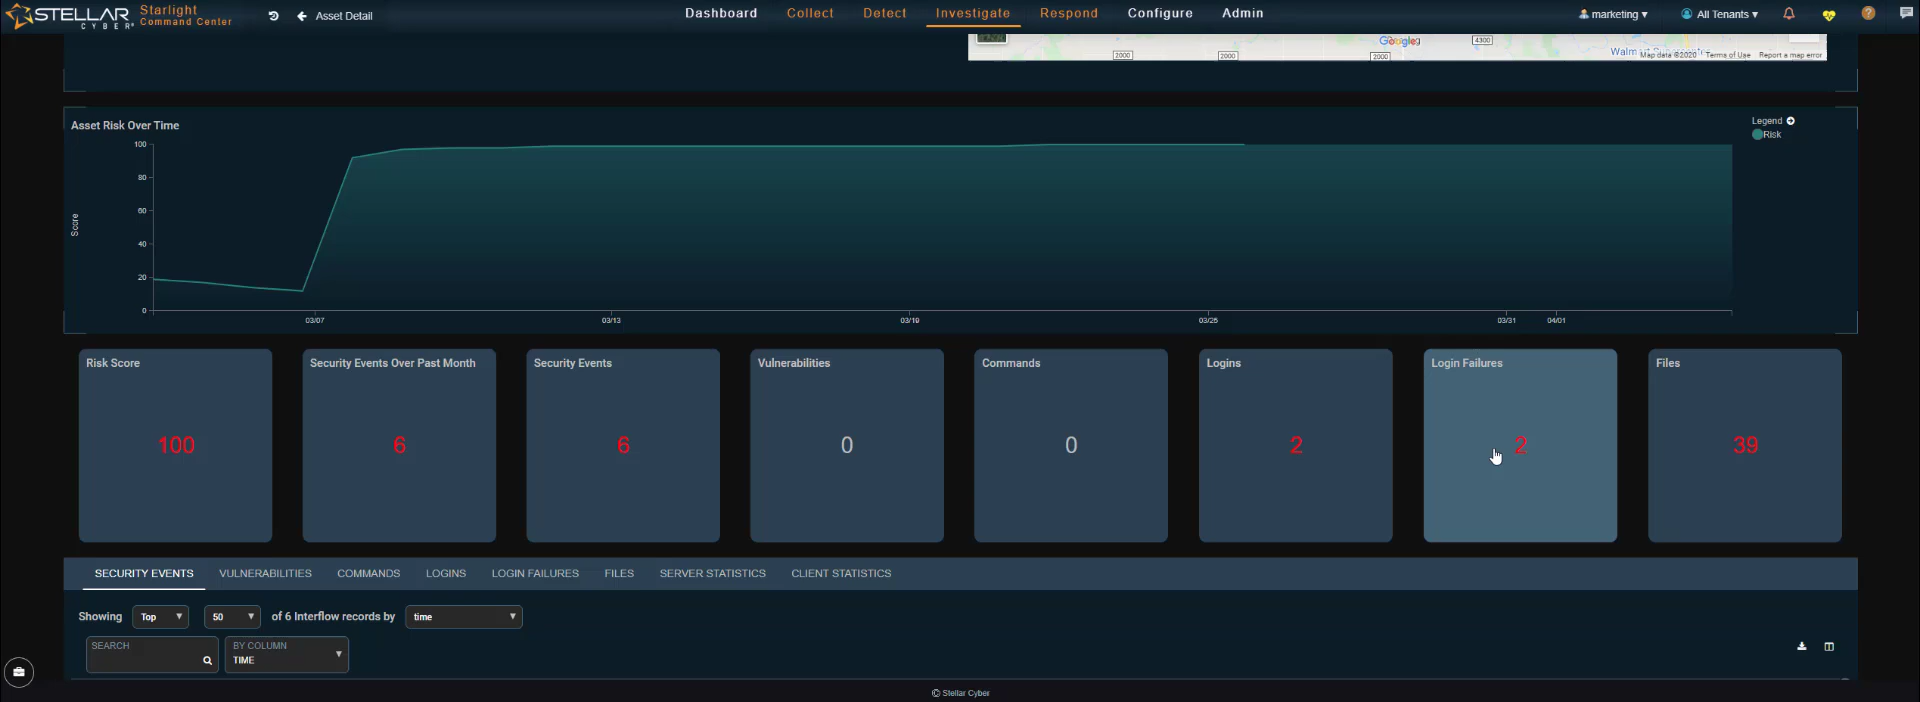 STELLAR CYBER® Starlight Command Center
Asset Detail
Dashboard Collect Detect Investigate Respond Configure Admin
marketing ▾ All Tenants ▾
Google
4300
2000 2000 2000
Map data ©2020 Terms of Use Report a map error
Asset Risk Over Time
Legend
Risk
Score
100
80
60
40
20
0
03/07 03/13 03/19 03/25 03/31 04/01
Risk Score
100
Security Events Over Past Month
6
Security Events
6
Vulnerabilities
0
Commands
0
Logins
2
Login Failures
2
Files
39
SECURITY EVENTS VULNERABILITIES COMMANDS LOGINS LOGIN FAILURES FILES SERVER STATISTICS CLIENT STATISTICS
Showing Top 50 of 6 Interflow records by time
SEARCH
BY COLUMN
TIME
© Stellar Cyber